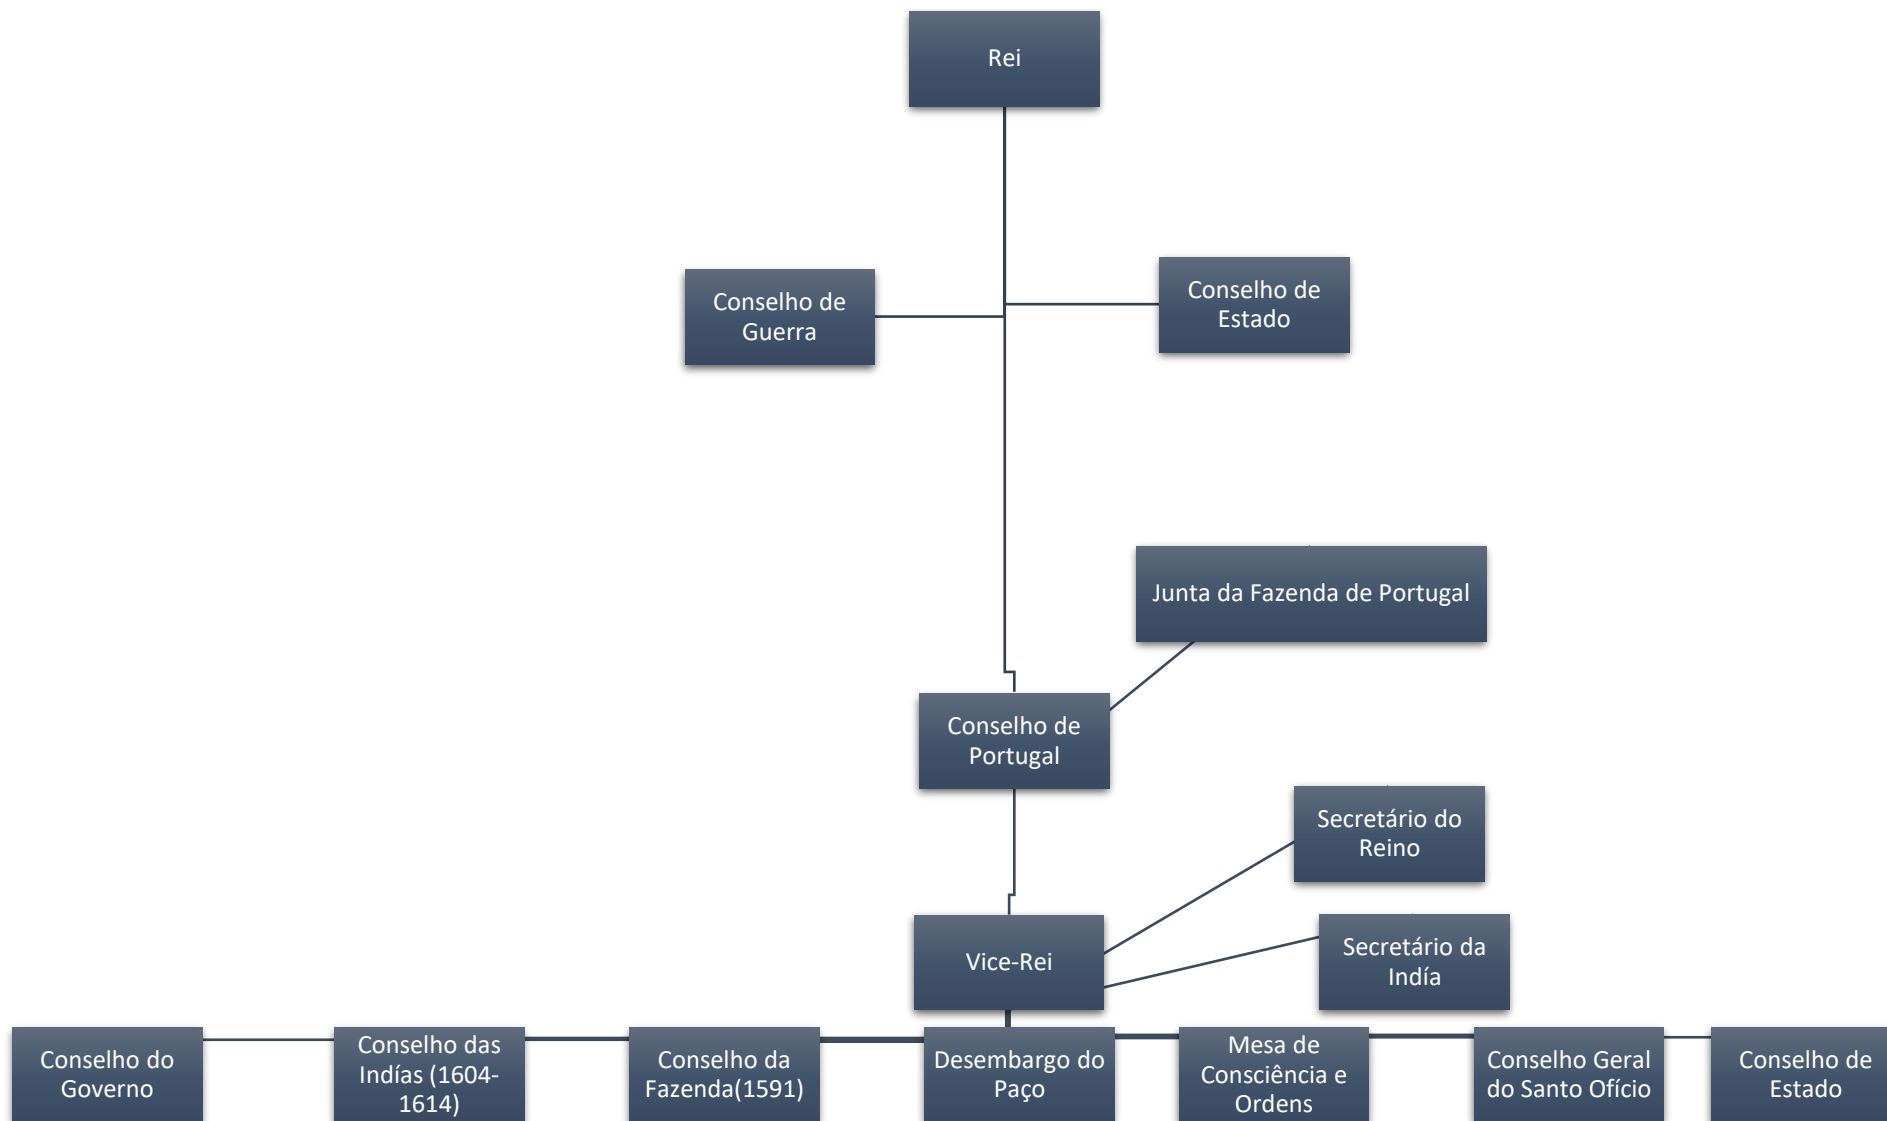 Rei
Conselho de
Guerra
Conselho de
Estado
Junta da Fazenda de Portugal
Conselho de
Portugal
Secretário do
Reino
Vice-Rei
Secretário da
Indía
Conselho do
Governo
Conselho das
Indías (1604-
1614)
Conselho da
Fazenda(1591)
Desembargo do
Paço
Mesa de
Consciência e
Ordens
Conselho Geral
do Santo Ofício
Conselho de
Estado